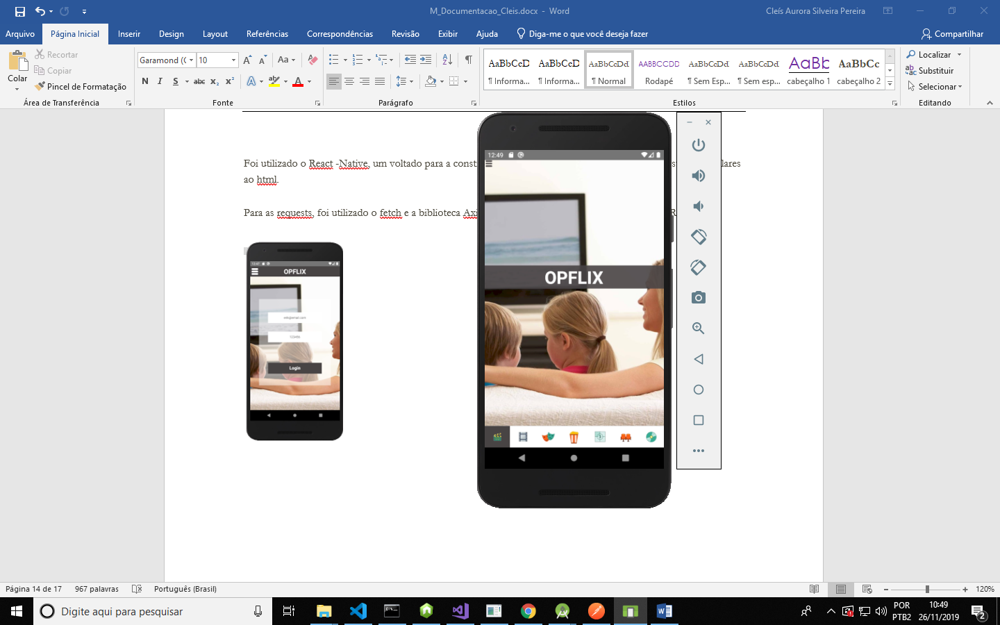 M_Documentacao_Cleis.docx - Word
Cleís Aurora Silveira Pereira
Arquivo Página Inicial Inserir Design Layout Referências Correspondências Revisão Exibir Ajuda Diga-me o que você deseja fazer Compartilhar
Colar
Recortar
Copiar
Pincel de Formatação
Área de Transferência
Garamond (C 10
N I S abc x₂ x²
Fonte
Parágrafo
AaBbCcD AaBbCcD AaBbCcDd AABBCCDD AaBbCcDd AaBbCcDd AaBb AaBbCc
¶ Informa... ¶ Informa... ¶ Normal Rodapé ¶ Sem Esp... ¶ Sem esp... cabeçalho 1 cabeçalho 2
Estilos
Localizar
Substituir
Selecionar
Editando
Foi utilizado o React -Native, um voltado para a const
lares
ao html.
Para as requests, foi utilizado o fetch e a biblioteca Axi
OPFLIX
123456
Login
12:49
OPFLIX
Página 14 de 17 967 palavras Português (Brasil) 120%
Digite aqui para pesquisar
POR
PTB2
10:49
26/11/2019
2